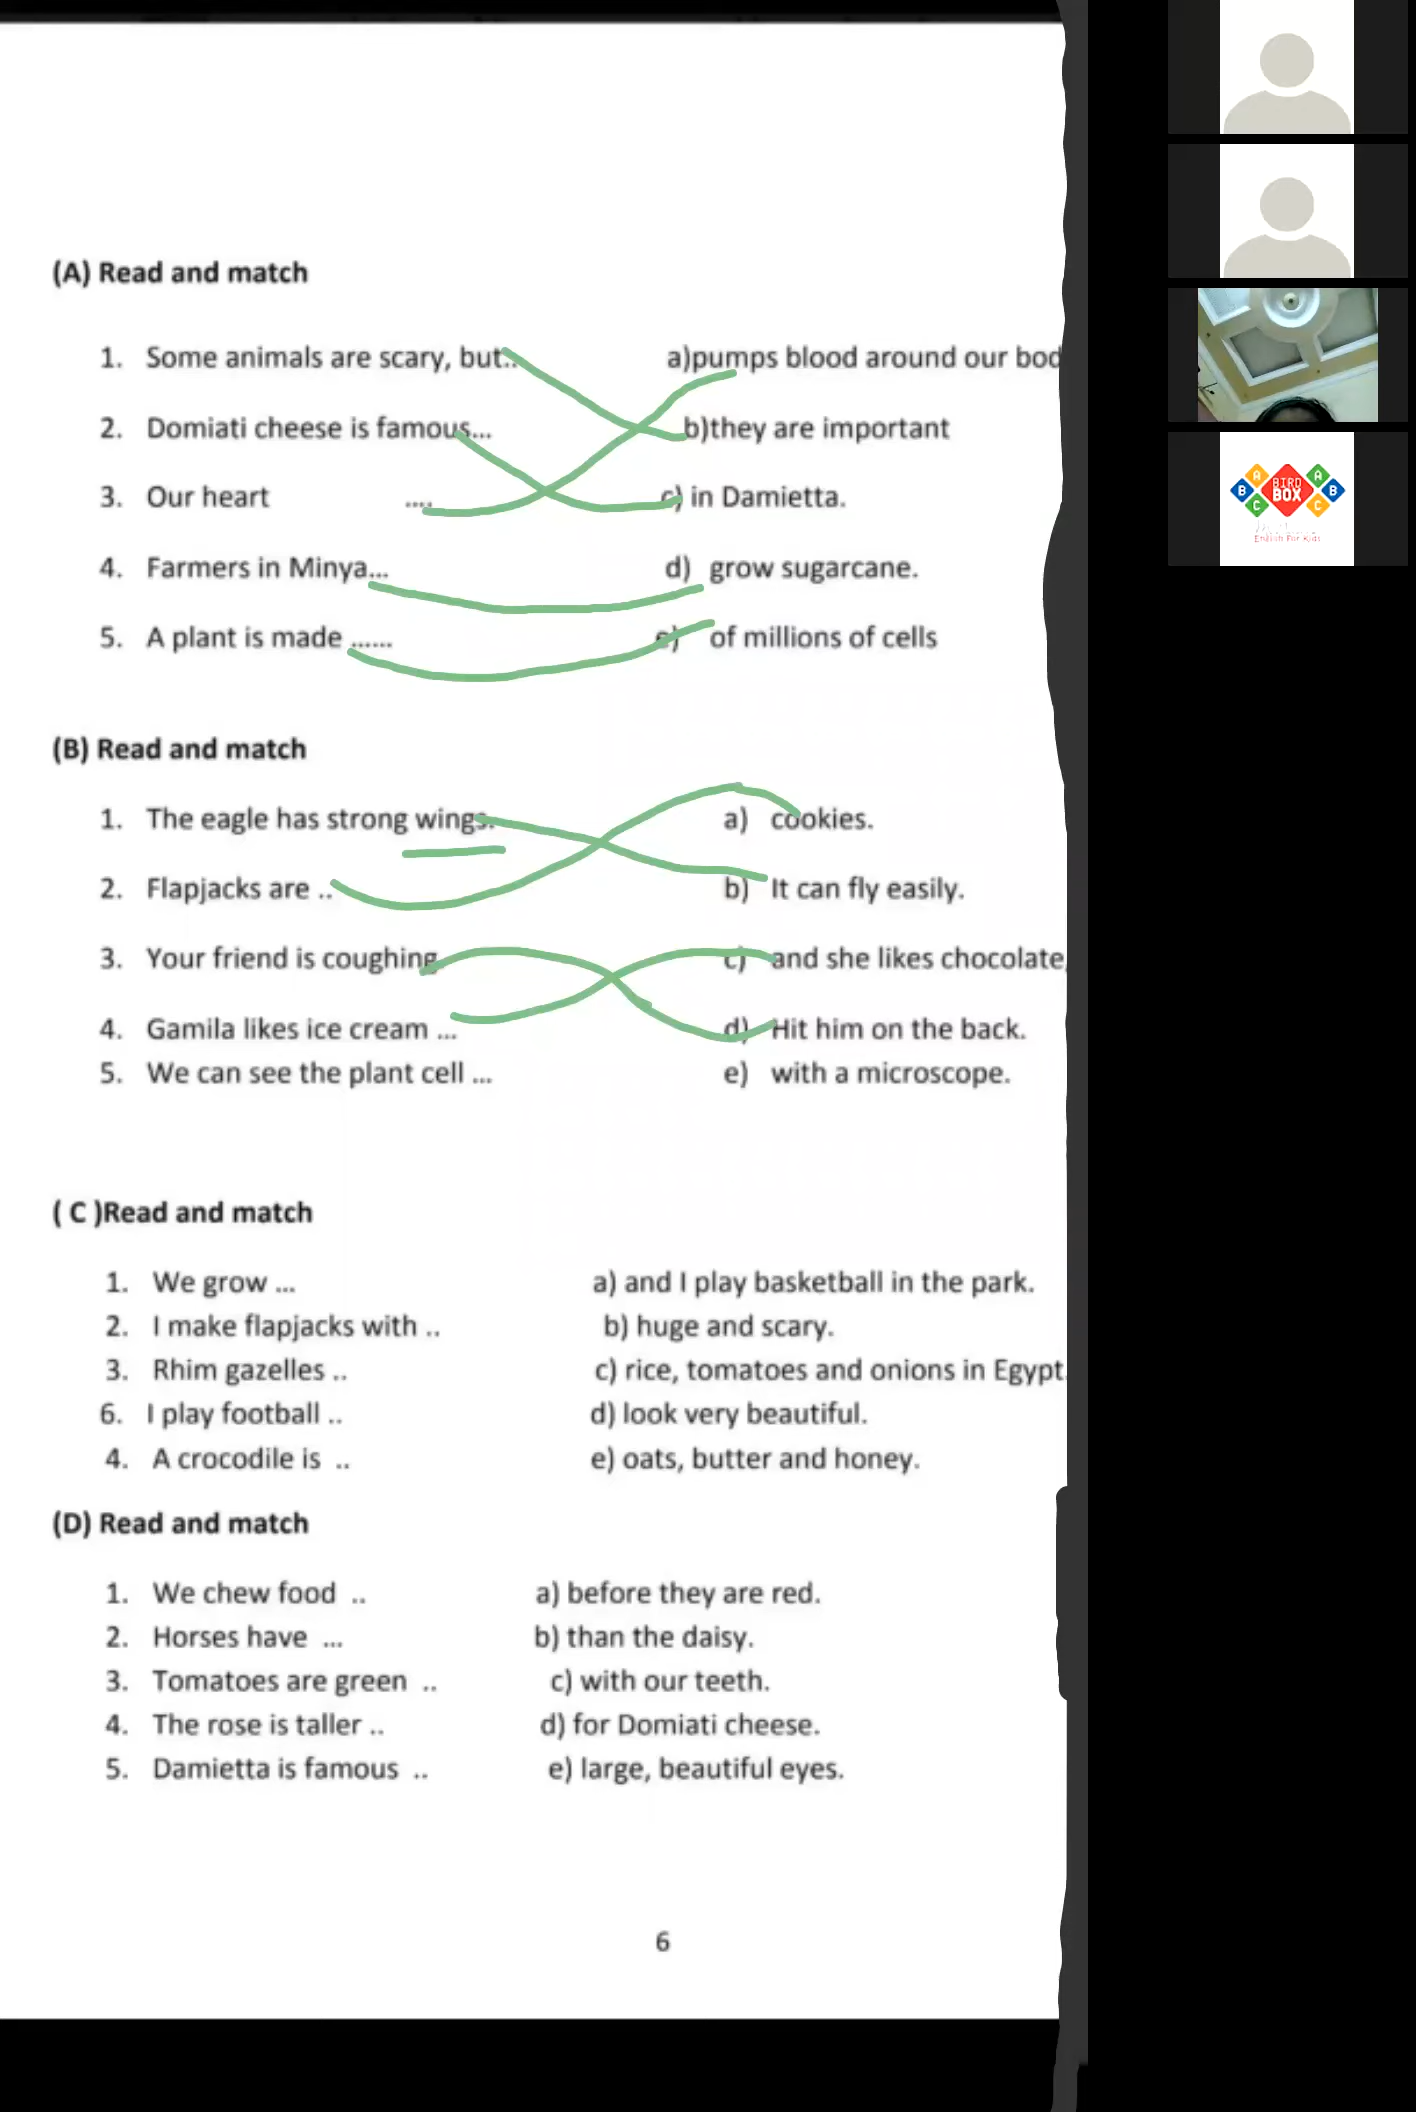 (A) Read and match
1. Some animals are scary, but.. a)pumps blood around our bod
2. Domiati cheese is famous... b)they are important
3. Our heart .... c) in Damietta.
4. Farmers in Minya... d) grow sugarcane.
5. A plant is made ...... e) of millions of cells
(B) Read and match
1. The eagle has strong wings. a) cookies.
2. Flapjacks are .. b) It can fly easily.
3. Your friend is coughing c) and she likes chocolate,
4. Gamila likes ice cream ... d) Hit him on the back.
5. We can see the plant cell ... e) with a microscope.
( C )Read and match
1. We grow ... a) and I play basketball in the park.
2. I make flapjacks with .. b) huge and scary.
3. Rhim gazelles .. c) rice, tomatoes and onions in Egypt.
6. I play football .. d) look very beautiful.
4. A crocodile is .. e) oats, butter and honey.
(D) Read and match
1. We chew food .. a) before they are red.
2. Horses have ... b) than the daisy.
3. Tomatoes are green .. c) with our teeth.
4. The rose is taller .. d) for Domiati cheese.
5. Damietta is famous .. e) large, beautiful eyes.
6
A A
B BIRD BOX B
C C
English For Kids